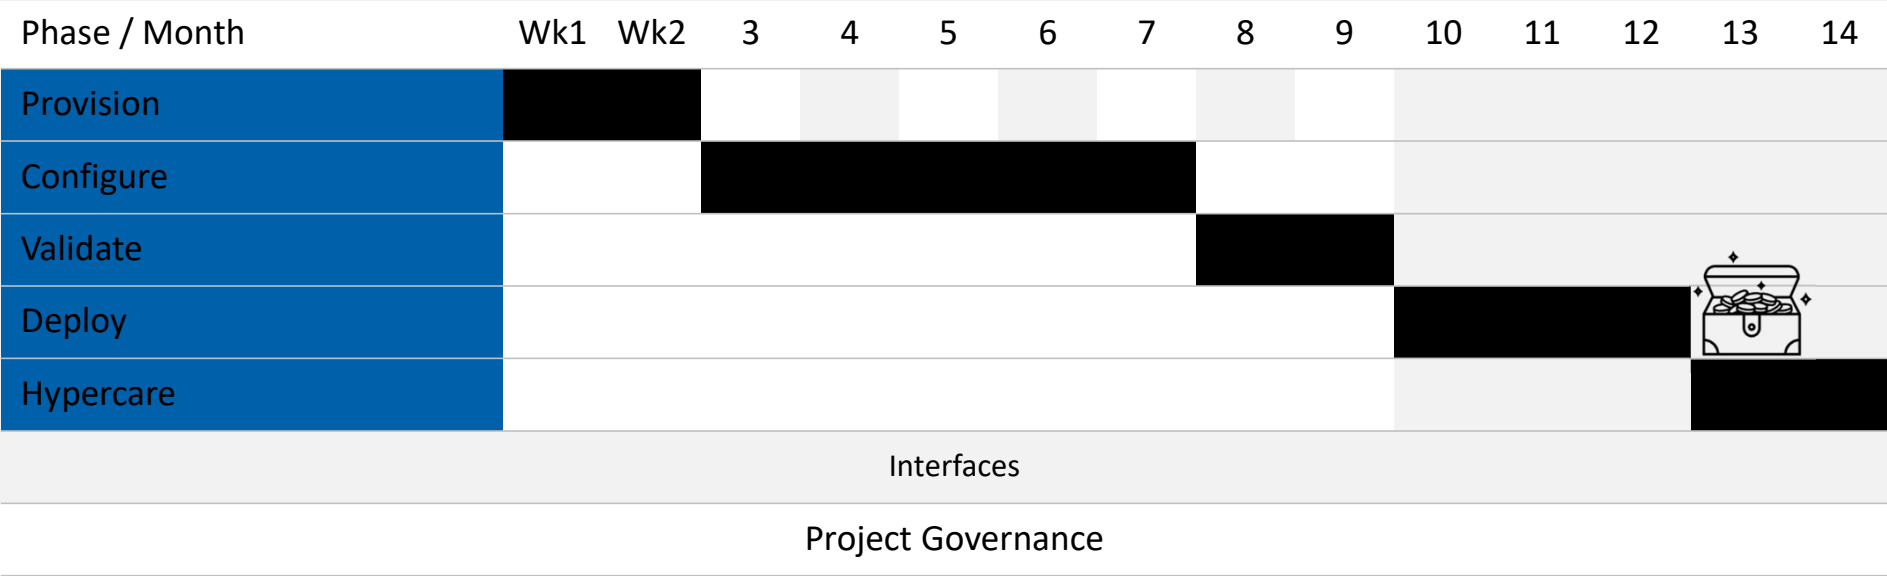 Phase / Month Wk1 Wk2 3 4 5 6 7 8 9 10 11 12 13 14
Provision
Configure
Validate
Deploy
Hypercare
Interfaces
Project Governance